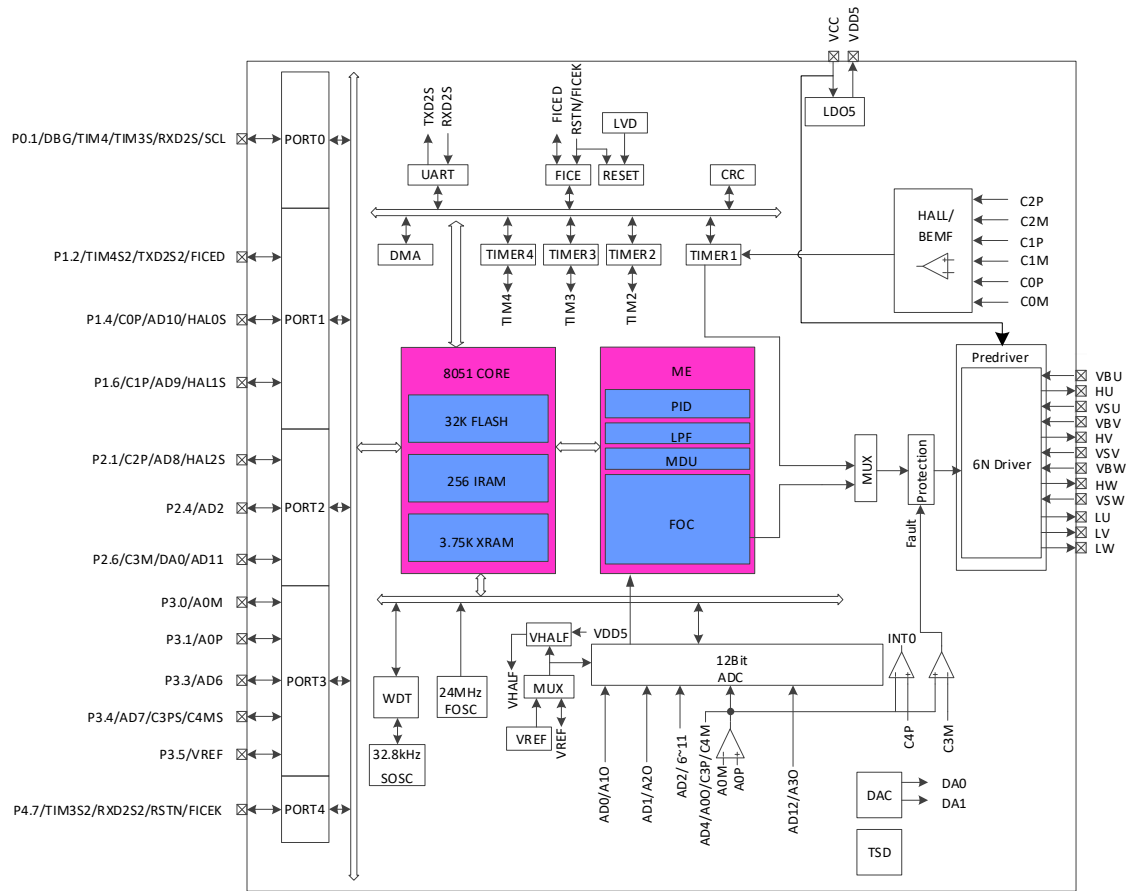 VCC
VDD5
LDO5
P0.1/DBG/TIM4/TIM3S/RXD2S/SCL
P1.2/TIM4S2/TXD2S2/FICED
P1.4/C0P/AD10/HAL0S
P1.6/C1P/AD9/HAL1S
P2.1/C2P/AD8/HAL2S
P2.4/AD2
P2.6/C3M/DA0/AD11
P3.0/A0M
P3.1/A0P
P3.3/AD6
P3.4/AD7/C3PS/C4MS
P3.5/VREF
P4.7/TIM3S2/RXD2S2/RSTN/FICEK
PORT0
PORT1
PORT2
PORT3
PORT4
TXD2S
RXD2S
FICED
RSTN/FICEK
LVD
UART
FICE
RESET
CRC
DMA
TIMER4
TIMER3
TIMER2
TIMER1
TIM4
TIM3
TIM2
HALL/
BEMF
C2P
C2M
C1P
C1M
C0P
C0M
8051 CORE
32K FLASH
256 IRAM
3.75K XRAM
ME
PID
LPF
MDU
FOC
MUX
Protection
Fault
Predriver
6N Driver
VBU
HU
VSU
VBV
HV
VSV
VBW
HW
VSW
LU
LV
LW
WDT
32.8kHz
SOSC
24MHz
FOSC
VHALF
VDD5
VHALF
MUX
VREF
VREF
12Bit
ADC
AD0/A1O
AD1/A2O
AD2/ 6~11
AD4/A0O/C3P/C4M
A0M
A0P
AD12/A3O
INT0
C4P
C3M
DAC
DA0
DA1
TSD